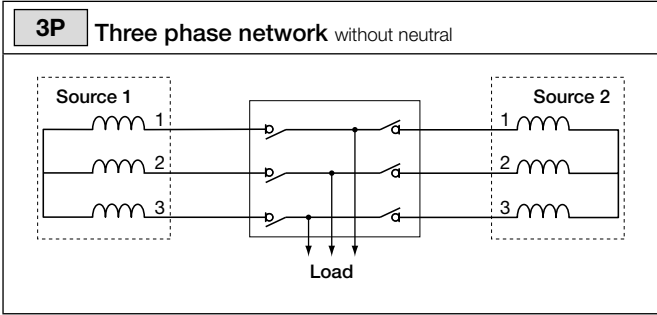 3P Three phase network without neutral
Source 1 Source 2
1 1
2 2
3 3
Load